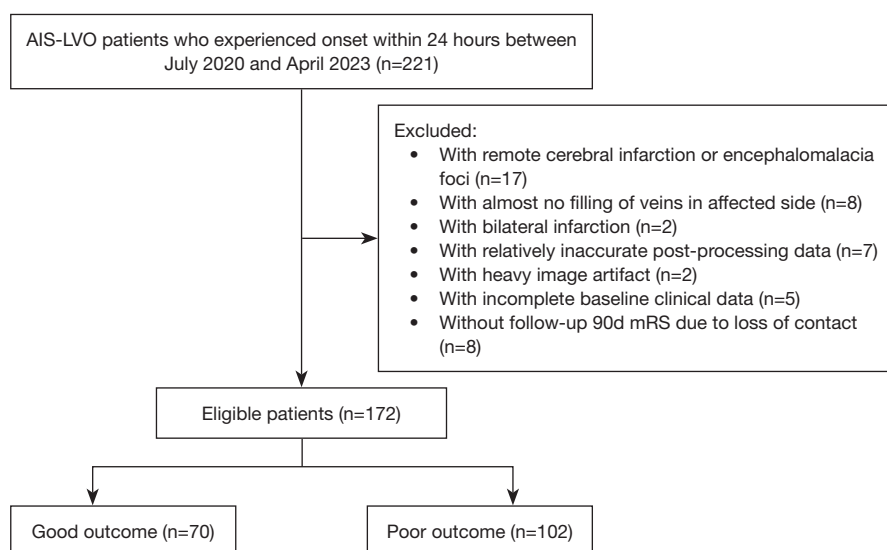 AIS-LVO patients who experienced onset within 24 hours between
July 2020 and April 2023 (n=221)
Excluded:
• With remote cerebral infarction or encephalomalacia
foci (n=17)
• With almost no filling of veins in affected side (n=8)
• With bilateral infarction (n=2)
• With relatively inaccurate post-processing data (n=7)
• With heavy image artifact (n=2)
• With incomplete baseline clinical data (n=5)
• Without follow-up 90d mRS due to loss of contact
(n=8)
Eligible patients (n=172)
Good outcome (n=70)
Poor outcome (n=102)